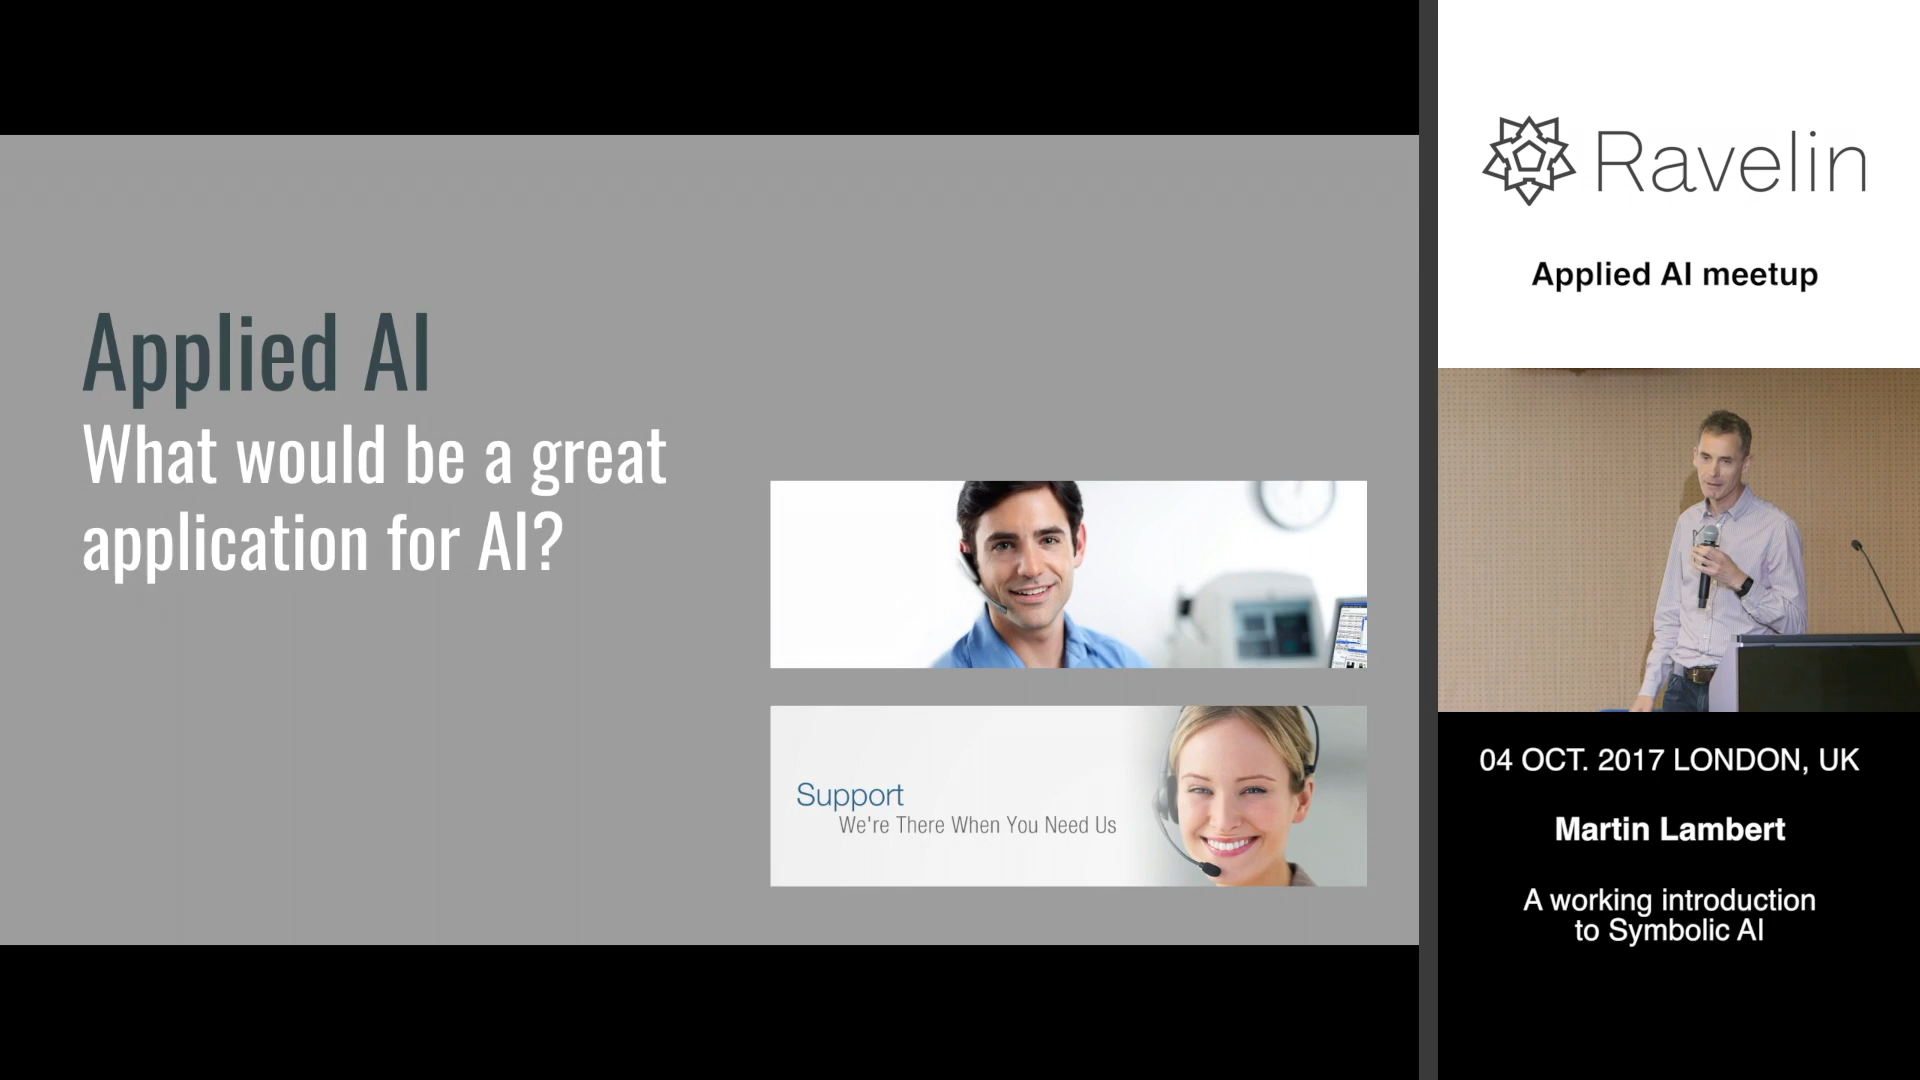 Applied AI
What would be a great
application for AI?
Support
We're There When You Need Us
Ravelin
Applied AI meetup
04 OCT. 2017 LONDON, UK
Martin Lambert
A working introduction
to Symbolic AI